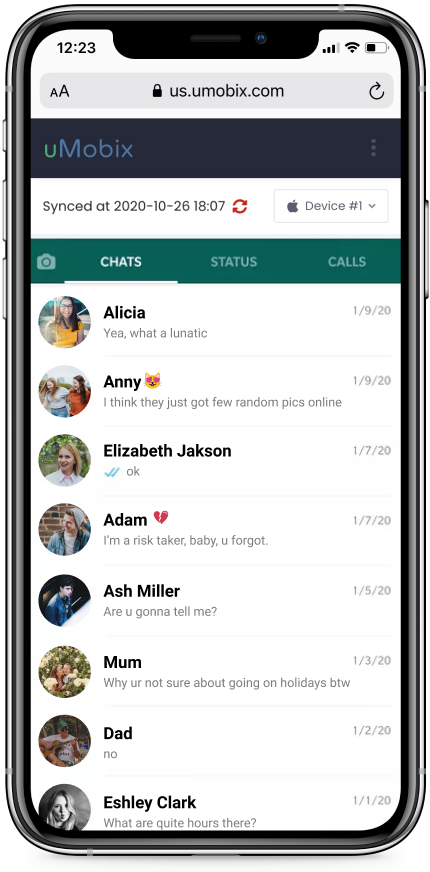 12:23
AA us.umobix.com
uMobix
Synced at 2020-10-26 18:07 Device #1
CHATS STATUS CALLS
Alicia 1/9/20
Yea, what a lunatic
Anny 😻 1/9/20
I think they just got few random pics online
Elizabeth Jakson 1/7/20
ok
Adam 💔 1/7/20
I'm a risk taker, baby, u forgot.
Ash Miller 1/5/20
Are u gonna tell me?
Mum 1/3/20
Why ur not sure about going on holidays btw
Dad 1/2/20
no
Eshley Clark 1/1/20
What are quite hours there?